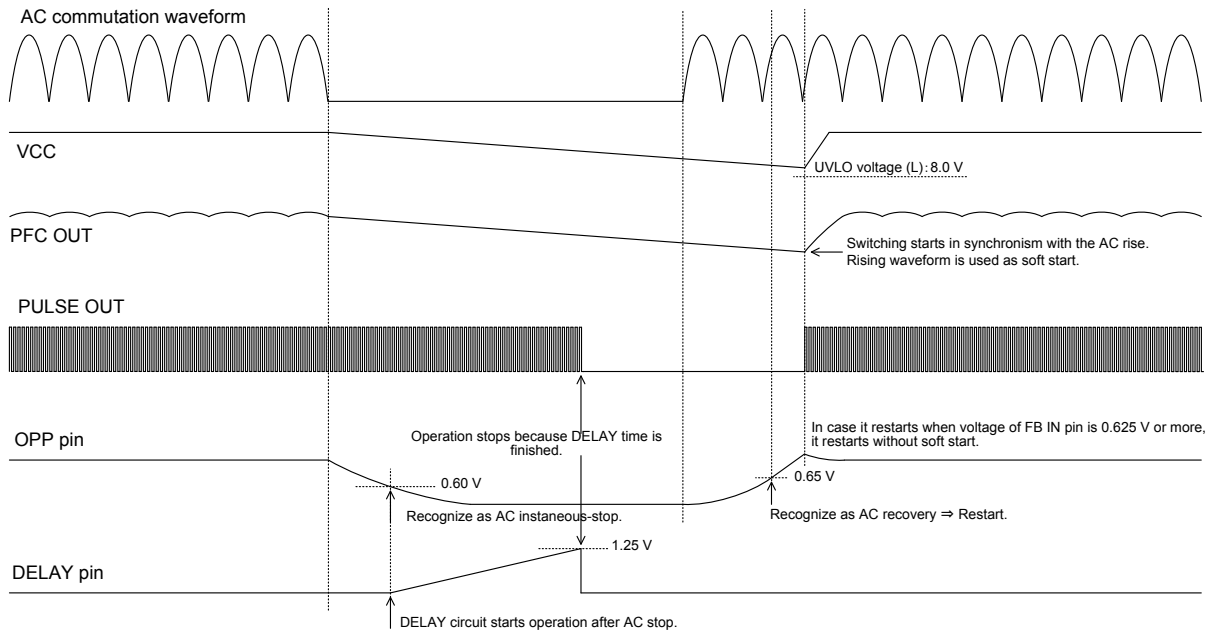 AC commutation waveform
VCC
UVLO voltage (L): 8.0 V
PFC OUT
Switching starts in synchronism with the AC rise.
Rising waveform is used as soft start.
PULSE OUT
OPP pin
Operation stops because DELAY time is
finished.
In case it restarts when voltage of FB IN pin is 0.625 V or more,
it restarts without soft start.
0.60 V
0.65 V
Recognize as AC instaneous-stop.
Recognize as AC recovery ⇒ Restart.
1.25 V
DELAY pin
DELAY circuit starts operation after AC stop.